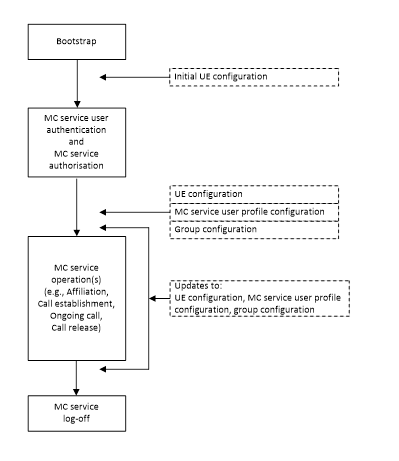 Bootstrap
Initial UE configuration
MC service user
authentication
and
MC service
authorisation
UE configuration
MC service user profile configuration
Group configuration
MC service
operation(s)
(e.g., Affiliation,
Call establishment,
Ongoing call,
Call release)
Updates to:
UE configuration, MC service user profile
configuration, group configuration
MC service
log-off